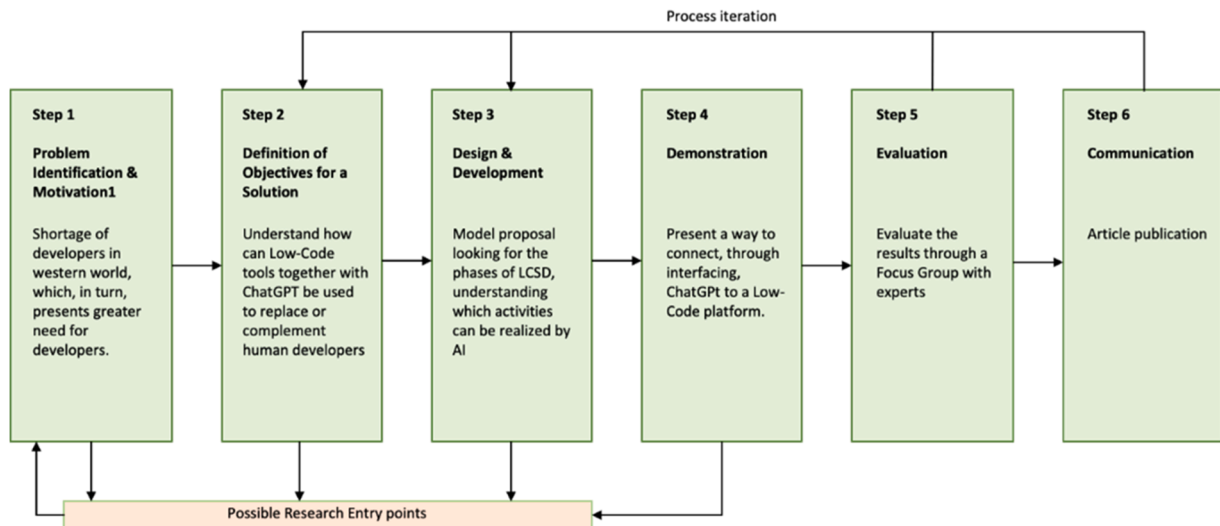 Process iteration
Step 1
Problem
Identification &
Motivation1
Shortage of
developers in
western world,
which, in turn,
presents greater
need for
developers.
Step 2
Definition of
Objectives for a
Solution
Understand how
can Low-Code
tools together with
ChatGPT be used
to replace or
complement
human developers
Step 3
Design &
Development
Model proposal
looking for the
phases of LCSD,
understanding
which activities
can be realized by
AI
Step 4
Demonstration
Present a way to
connect, through
interfacing,
ChatGPt to a Low-
Code platform.
Step 5
Evaluation
Evaluate the
results through a
Focus Group with
experts
Step 6
Communication
Article publication
Possible Research Entry points